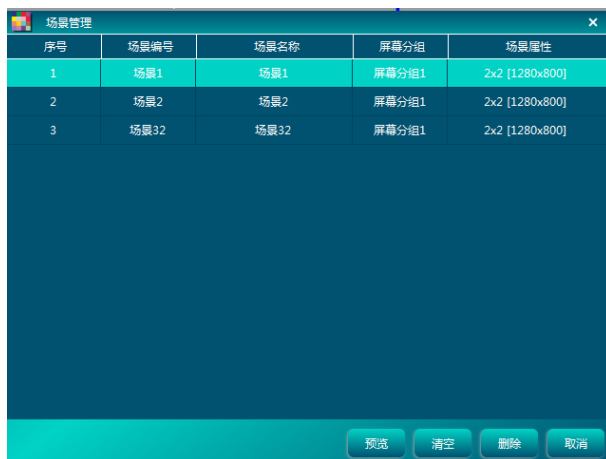 场景管理 ×
序号 场景编号 场景名称 屏幕分组 场景属性
1 场景1 场景1 屏幕分组1 2x2 [1280x800]
2 场景2 场景2 屏幕分组1 2x2 [1280x800]
3 场景32 场景32 屏幕分组1 2x2 [1280x800]
预览 清空 删除 取消